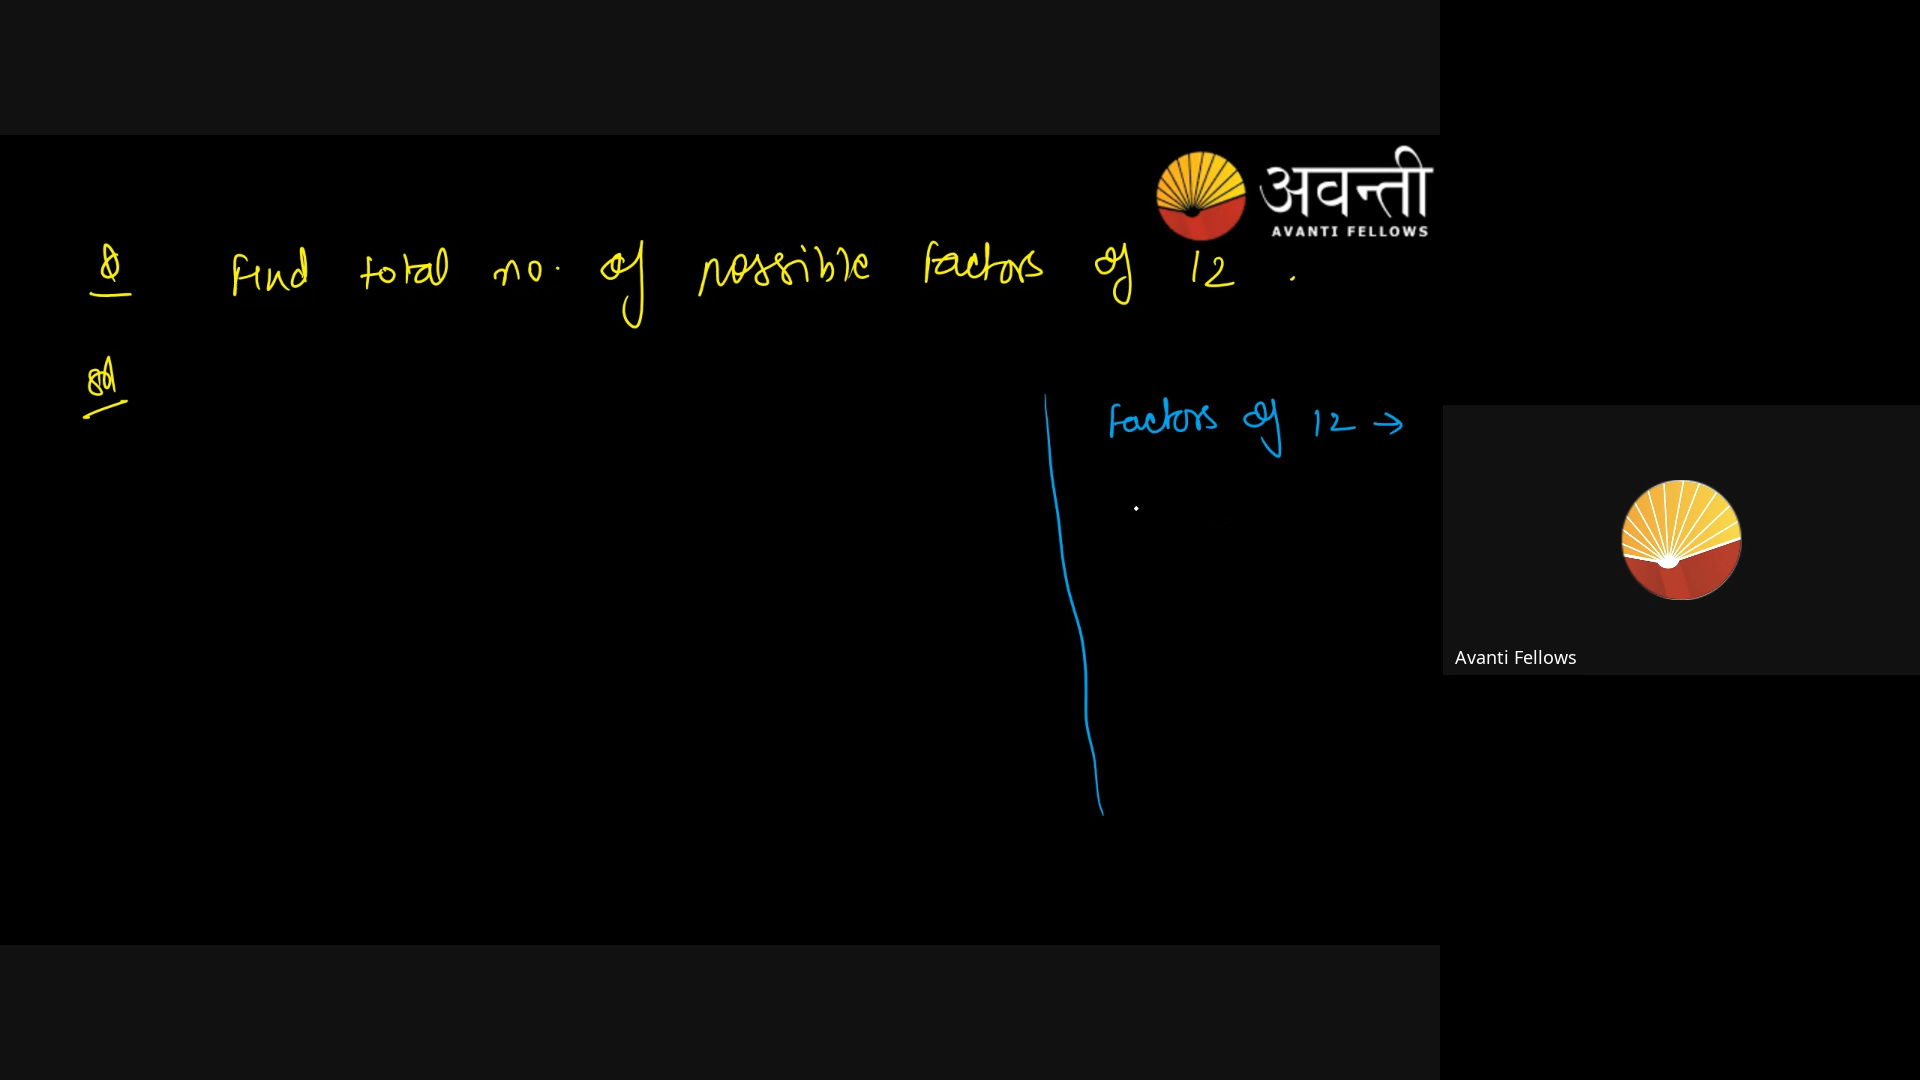 अवन्ती
AVANTI FELLOWS
Q Find total no. of possible factors of 12 .
Sol
Factors of 12 →
Avanti Fellows